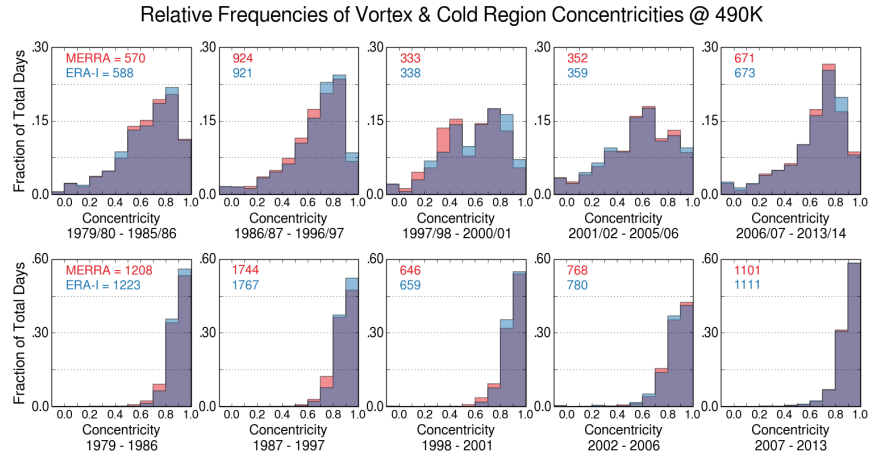 Relative Frequencies of Vortex & Cold Region Concentricities @ 490K
Fraction of Total Days
.30
.15
0.0
MERRA = 570
ERA-I = 588
0.0 0.2 0.4 0.6 0.8 1.0
Concentricity
1979/80 - 1985/86
.30
.15
0.0
924
921
0.0 0.2 0.4 0.6 0.8 1.0
Concentricity
1986/87 - 1996/97
.30
.15
0.0
333
338
0.0 0.2 0.4 0.6 0.8 1.0
Concentricity
1997/98 - 2000/01
.30
.15
0.0
352
359
0.0 0.2 0.4 0.6 0.8 1.0
Concentricity
2001/02 - 2005/06
.30
.15
0.0
671
673
0.0 0.2 0.4 0.6 0.8 1.0
Concentricity
2006/07 - 2013/14
Fraction of Total Days
.60
.30
0.0
MERRA = 1208
ERA-I = 1223
0.0 0.2 0.4 0.6 0.8 1.0
Concentricity
1979 - 1986
.60
.30
0.0
1744
1767
0.0 0.2 0.4 0.6 0.8 1.0
Concentricity
1987 - 1997
.60
.30
0.0
646
659
0.0 0.2 0.4 0.6 0.8 1.0
Concentricity
1998 - 2001
.60
.30
0.0
768
780
0.0 0.2 0.4 0.6 0.8 1.0
Concentricity
2002 - 2006
.60
.30
0.0
1101
1111
0.0 0.2 0.4 0.6 0.8 1.0
Concentricity
2007 - 2013